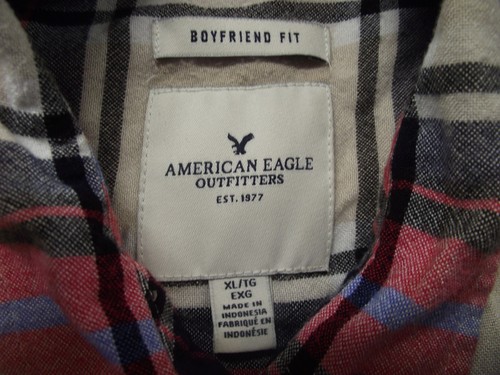 BOYFRIEND FIT
AMERICAN EAGLE
OUTFITTERS
EST. 1977
XL/TG
EXG
MADE IN
INDONESIA
FABRIQUÉ EN
INDONÉSIE